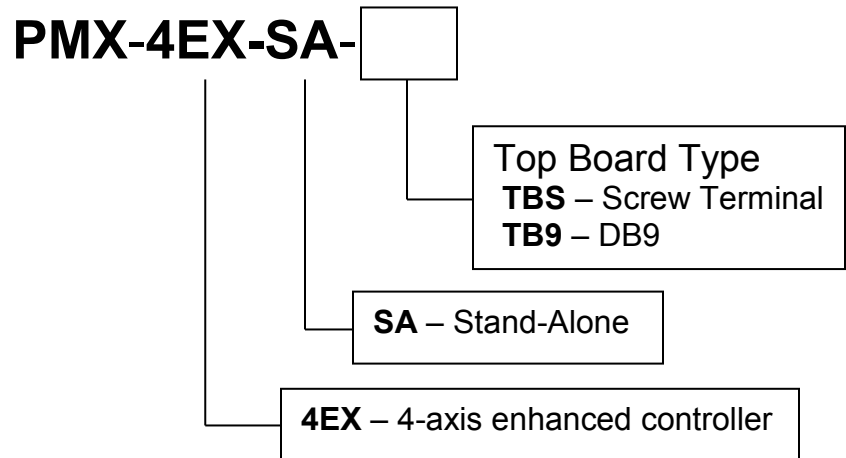 PMX-4EX-SA-
Top Board Type
TBS – Screw Terminal
TB9 – DB9
SA – Stand-Alone
4EX – 4-axis enhanced controller